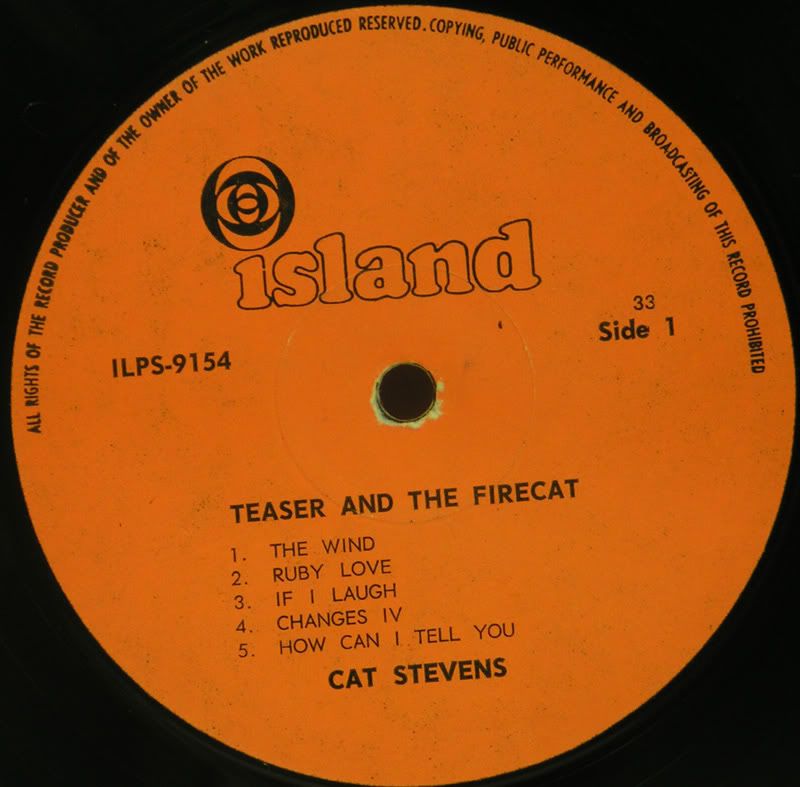 ALL RIGHTS OF THE RECORD PRODUCER AND OF THE OWNER OF THE WORK REPRODUCED RESERVED. COPYING, PUBLIC PERFORMANCE AND BROADCASTING OF THIS RECORD PROHIBITED
island
33
Side 1
ILPS-9154
TEASER AND THE FIRECAT
1. THE WIND
2. RUBY LOVE
3. IF I LAUGH
4. CHANGES IV
5. HOW CAN I TELL YOU
CAT STEVENS